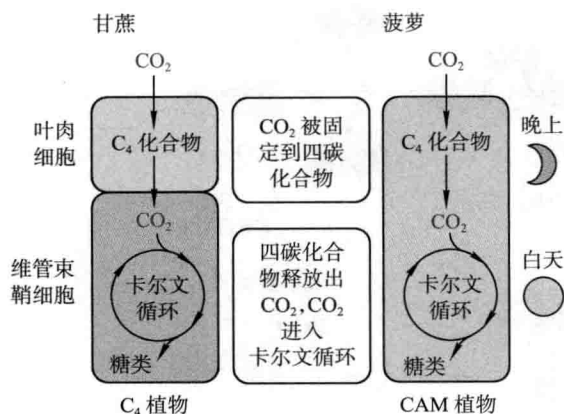 甘蔗
菠萝
CO₂
CO₂
叶肉
细胞
C₄ 化合物
CO₂ 被固
定到四碳
化合物
C₄ 化合物
晚上
CO₂
CO₂
维管束
鞘细胞
卡尔文
循环
糖类
四碳化合
物释放出
CO₂,CO₂
进入
卡尔文循环
卡尔文
循环
糖类
白天
C₄ 植物
CAM 植物